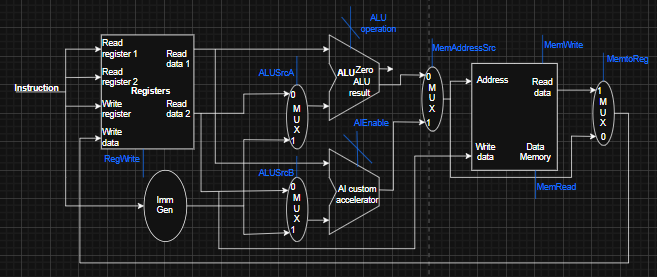 ALU
operation
Read
register 1
Read
data 1
MemAddressSrc
MemWrite
MemtoReg
Read
register 2
ALUSrcA
ALU
Zero
ALU
result
0
M
U
X
1
Address
Read
data
1
M
U
X
0
Instruction
Registers
Write
register
Read
data 2
0
M
U
X
1
Write
data
AIEnable
Write
data
Data
Memory
RegWrite
ALUSrcB
MemRead
Imm
Gen
0
M
U
X
1
AI custom
accelerator